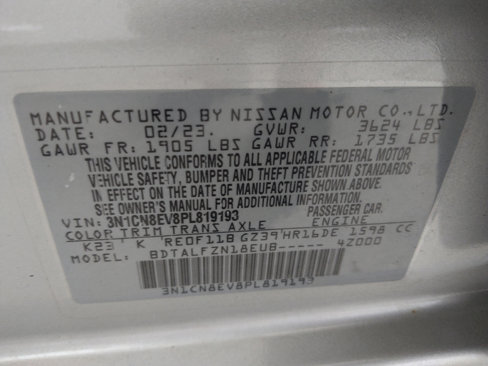 MANUFACTURED BY NISSAN MOTOR CO., LTD.
DATE: 02/23. GVWR: 3624 LBS
GAWR FR: 1905 LBS GAWR RR: 1735 LBS
THIS VEHICLE CONFORMS TO ALL APPLICABLE FEDERAL MOTOR
VEHICLE SAFETY, BUMPER AND THEFT PREVENTION STANDARDS
IN EFFECT ON THE DATE OF MANUFACTURE SHOWN ABOVE.
SEE OWNER'S MANUAL FOR ADDITIONAL INFORMATION
VIN: 3N1CN8EV8PL819193 PASSENGER CAR.
COLOR TRIM TRANS AXLE ENGINE
K23 K RE0F11B GZ39 HR16DE 1598 CC
MODEL: BDTALFZN18EUB----- 4Z000
3N1CN8EV8PL819193